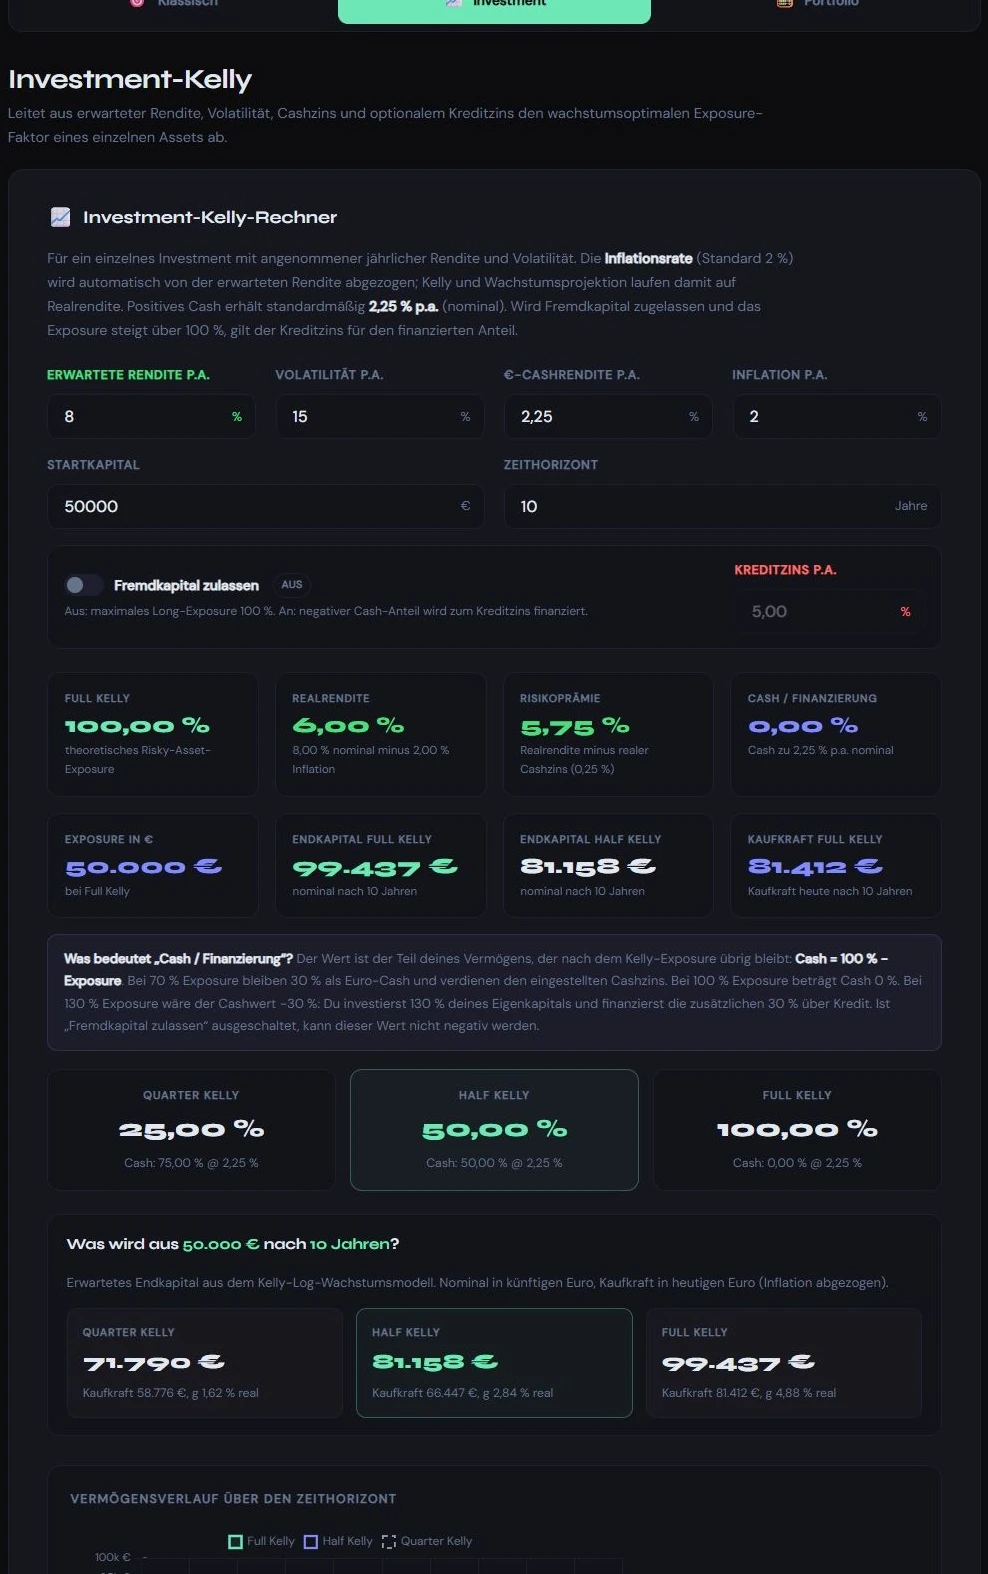 Klassisch
Investment
Portfolio
Investment-Kelly
Leitet aus erwarteter Rendite, Volatilität, Cashzins und optionalem Kreditzins den wachstumsoptimalen Exposure-
Faktor eines einzelnen Assets ab.
Investment-Kelly-Rechner
Für ein einzelnes Investment mit angenommener jährlicher Rendite und Volatilität. Die Inflationsrate (Standard 2 %)
wird automatisch von der erwarteten Rendite abgezogen; Kelly und Wachstumsprojektion laufen damit auf
Realrendite. Positives Cash erhält standardmäßig 2,25 % p.a. (nominal). Wird Fremdkapital zugelassen und das
Exposure steigt über 100 %, gilt der Kreditzins für den finanzierten Anteil.
ERWARTETE RENDITE P.A.
VOLATILITÄT P.A.
€-CASHRENDITE P.A.
INFLATION P.A.
8 %
15 %
2,25 %
2 %
STARTKAPITAL
ZEITHORIZONT
50000 €
10 Jahre
Fremdkapital zulassen AUS
Aus: maximales Long-Exposure 100 %. An: negativer Cash-Anteil wird zum Kreditzins finanziert.
KREDITZINS P.A.
5,00 %
FULL KELLY
100,00 %
theoretisches Risky-Asset-
Exposure
REALRENDITE
6,00 %
8,00 % nominal minus 2,00 %
Inflation
RISIKOPRÄMIE
5,75 %
Realrendite minus realer
Cashzins (0,25 %)
CASH / FINANZIERUNG
0,00 %
Cash zu 2,25 % p.a. nominal
EXPOSURE IN €
50.000 €
bei Full Kelly
ENDKAPITAL FULL KELLY
99.437 €
nominal nach 10 Jahren
ENDKAPITAL HALF KELLY
81.158 €
nominal nach 10 Jahren
KAUFKRAFT FULL KELLY
81.412 €
Kaufkraft heute nach 10 Jahren
Was bedeutet „Cash / Finanzierung“? Der Wert ist der Teil deines Vermögens, der nach dem Kelly-Exposure übrig bleibt: Cash = 100 % −
Exposure. Bei 70 % Exposure bleiben 30 % als Euro-Cash und verdienen den eingestellten Cashzins. Bei 100 % Exposure beträgt Cash 0 %. Bei
130 % Exposure wäre der Cashwert -30 %: Du investierst 130 % deines Eigenkapitals und finanzierst die zusätzlichen 30 % über Kredit. Ist
„Fremdkapital zulassen“ ausgeschaltet, kann dieser Wert nicht negativ werden.
QUARTER KELLY
25,00 %
Cash: 75,00 % @ 2,25 %
HALF KELLY
50,00 %
Cash: 50,00 % @ 2,25 %
FULL KELLY
100,00 %
Cash: 0,00 % @ 2,25 %
Was wird aus 50.000 € nach 10 Jahren?
Erwartetes Endkapital aus dem Kelly-Log-Wachstumsmodell. Nominal in künftigen Euro, Kaufkraft in heutigen Euro (Inflation abgezogen).
QUARTER KELLY
71.790 €
Kaufkraft 58.776 €, g 1,62 % real
HALF KELLY
81.158 €
Kaufkraft 66.447 €, g 2,84 % real
FULL KELLY
99.437 €
Kaufkraft 81.412 €, g 4,88 % real
VERMÖGENSVERLAUF ÜBER DEN ZEITHORIZONT
Full Kelly
Half Kelly
Quarter Kelly
100k €